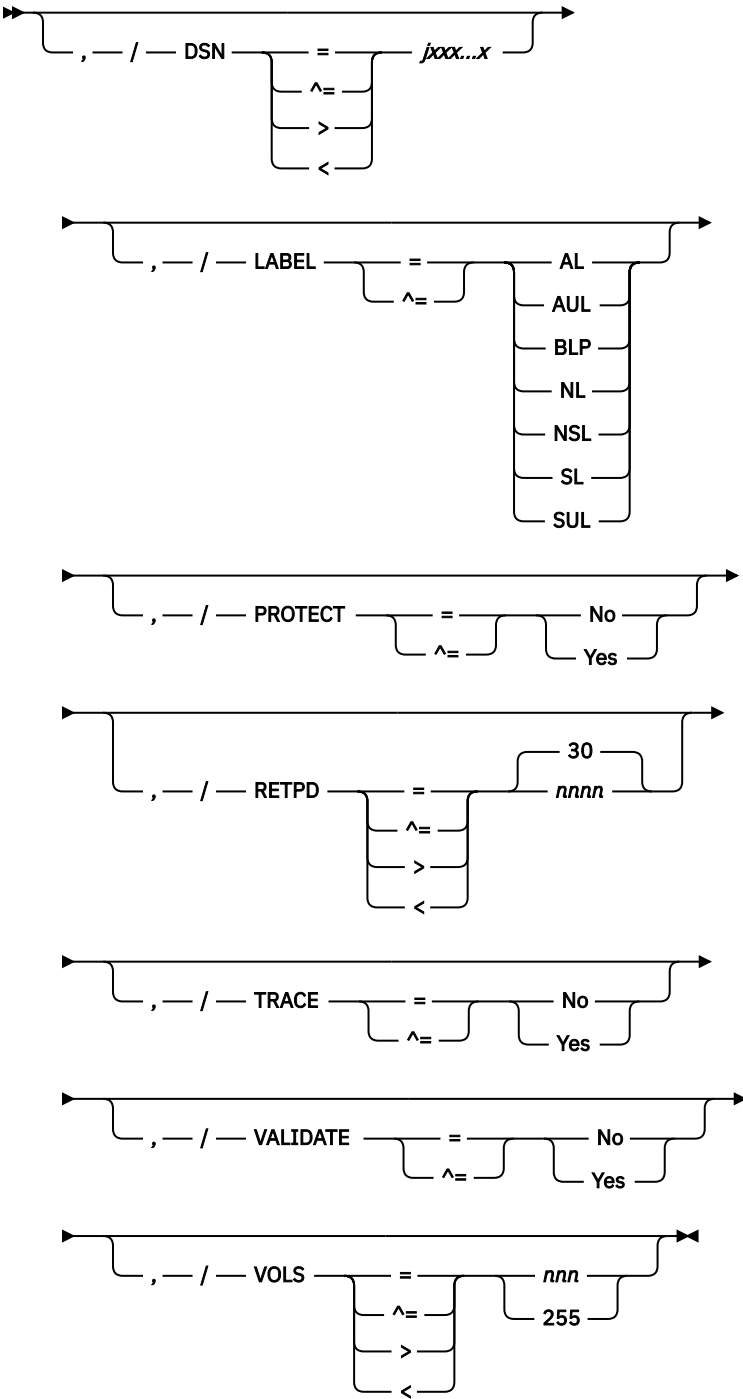 , / DSN = jxxx...x
^=
>
<
, / LABEL = AL
^= AUL
BLP
NL
NSL
SL
SUL
, / PROTECT = No
^= Yes
30
, / RETPD = nnnn
^=
>
<
, / TRACE = No
^= Yes
, / VALIDATE = No
^= Yes
, / VOLS = nnn
^= 255
>
<